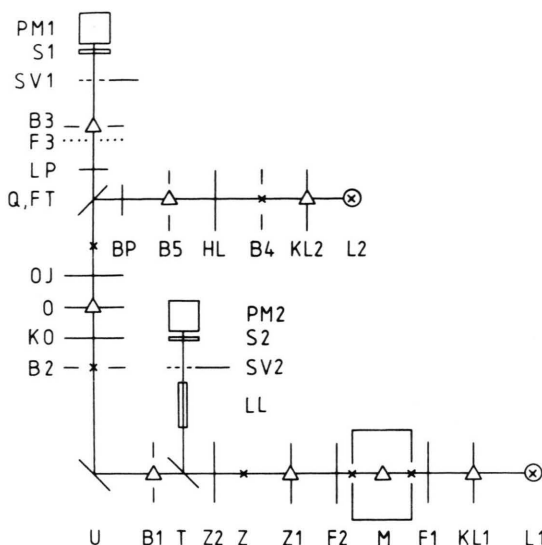 PM1
S1
SV1
B3
F3
LP
Q,FT
BP B5 HL B4 KL2 L2
OJ
O
KO
B2
PM2
S2
SV2
LL
U B1 T Z2 Z Z1 F2 M F1 KL1 L1